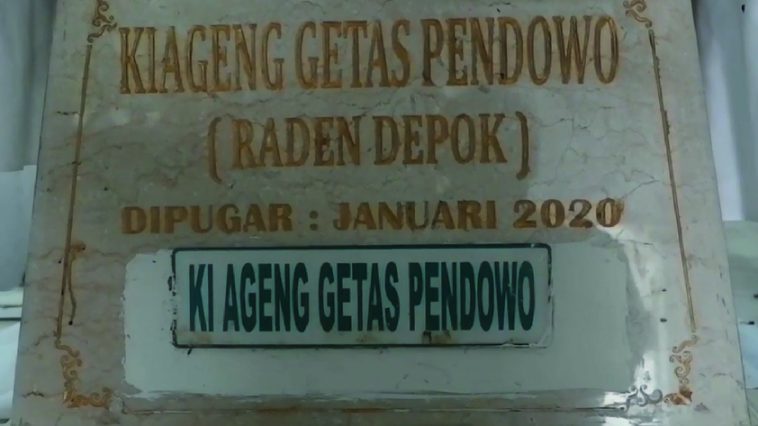 KIAGENG GETAS PENDOWO
( RADEN DEPOK )
DIPUGAR : JANUARI 2020
KI AGENG GETAS PENDOWO